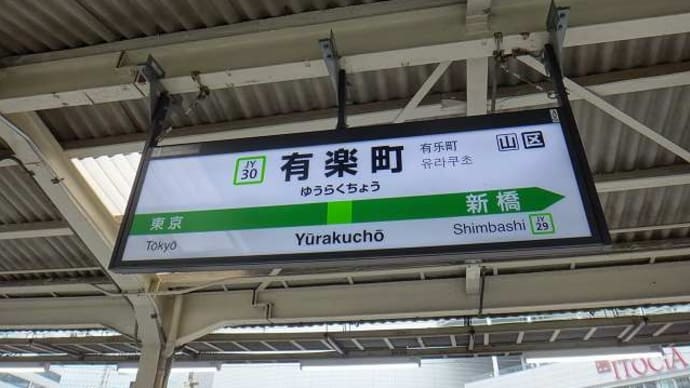 JY
30
有楽町
ゆうらくちょう
有乐町
유라쿠초
山 区
東京
新橋
Tokyō
Yūrakuchō
Shimbashi
JY
29
ITOCiA